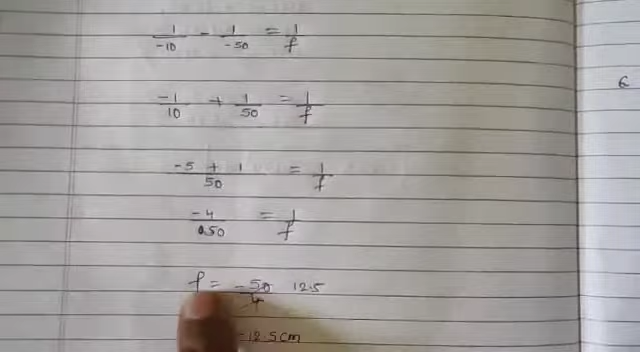 1/-10 - 1/-50 = 1/f
-1/10 + 1/50 = 1/f
6
-5 + 1/50 = 1/f
-4/50 = 1/f
f = -50/4 12.5
-12.5 cm